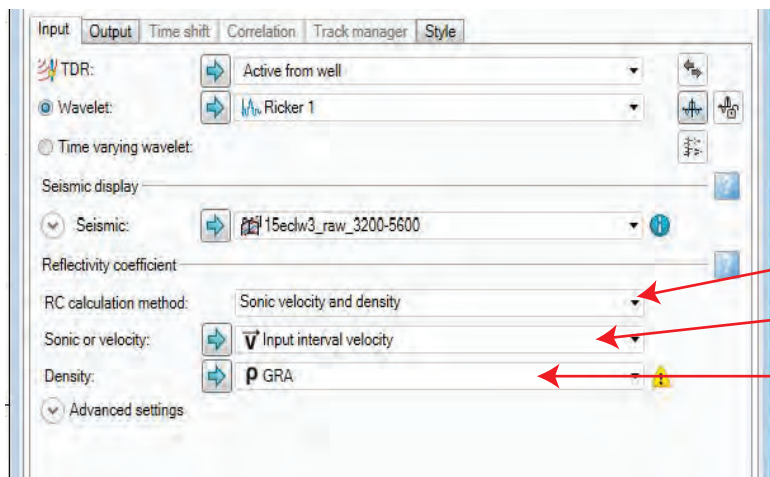 Input Output Time shift Correlation Track manager Style
TDR: Active from well
Wavelet: Ricker 1
Time varying wavelet:
Seismic display
Seismic: 15eclw3_raw_3200-5600
Reflectivity coefficient
RC calculation method: Sonic velocity and density
Sonic or velocity: V Input interval velocity
Density: ρ GRA
Advanced settings